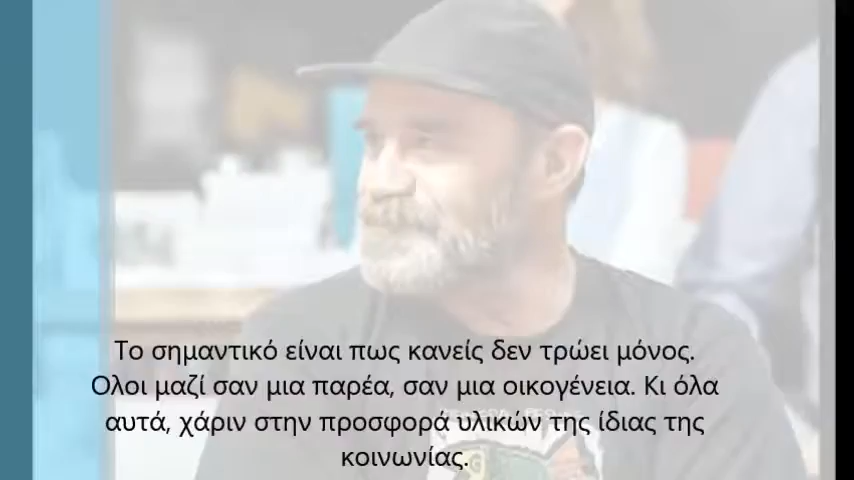 Το σημαντικό είναι πως κανείς δεν τρώει μόνος.
Ολοι μαζί σαν μια παρέα, σαν μια οικογένεια. Κι όλα
αυτά, χάριν στην προσφορά υλικών της ίδιας της
κοινωνίας.